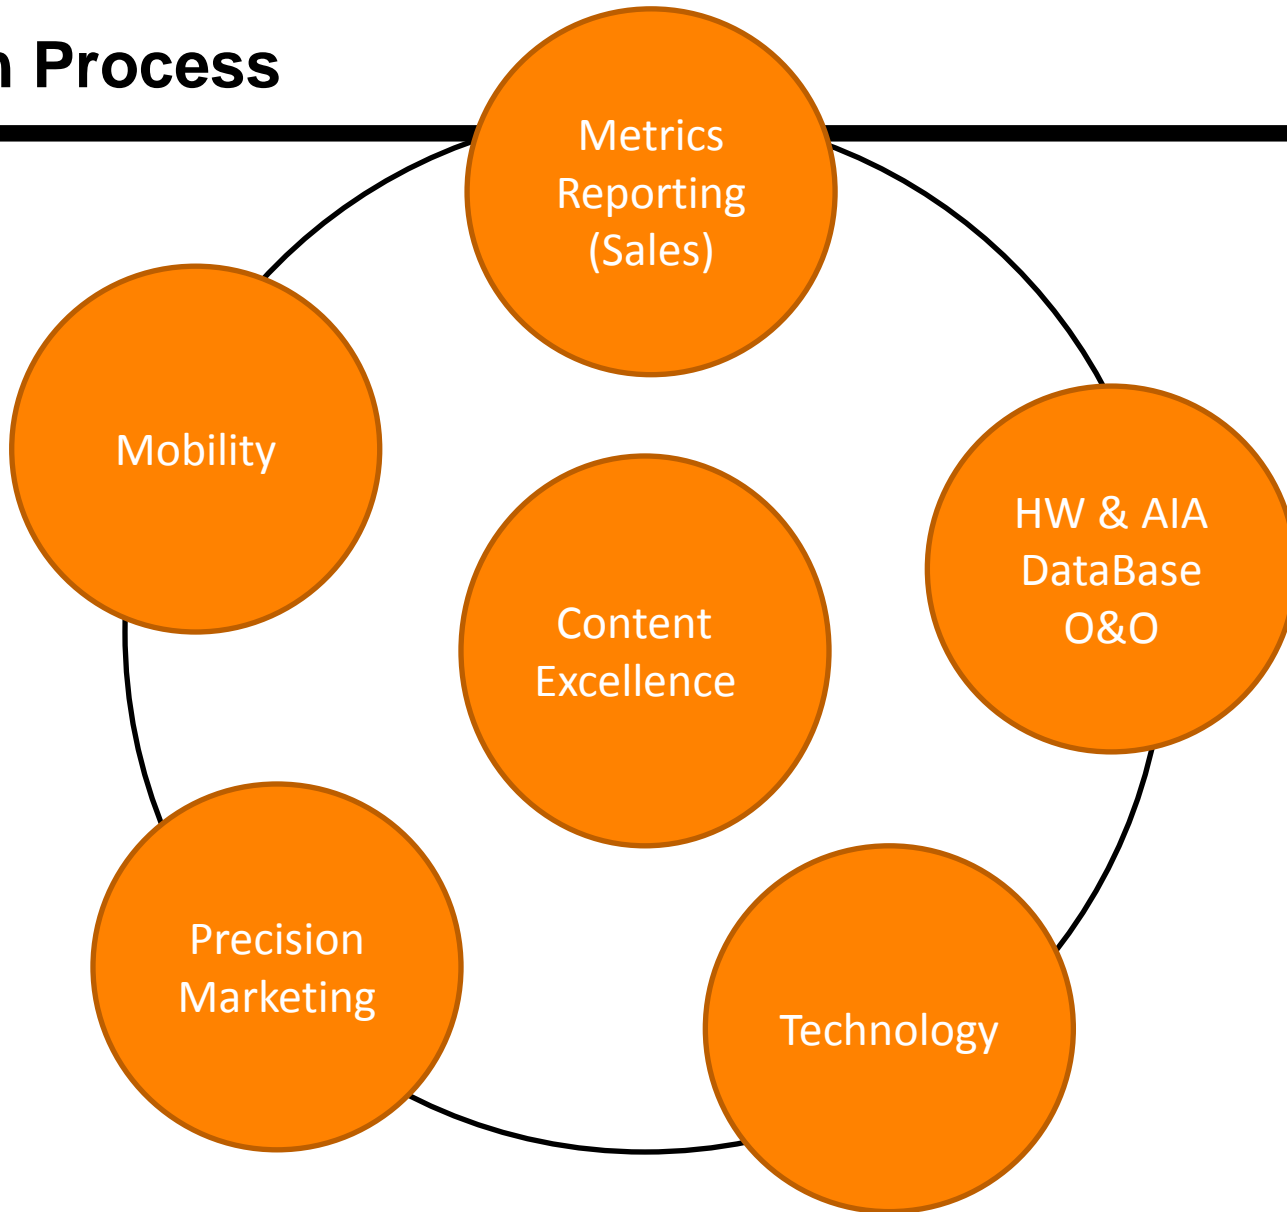 n Process
Metrics
Reporting
(Sales)
Mobility
HW & AIA
DataBase
O&O
Content
Excellence
Precision
Marketing
Technology